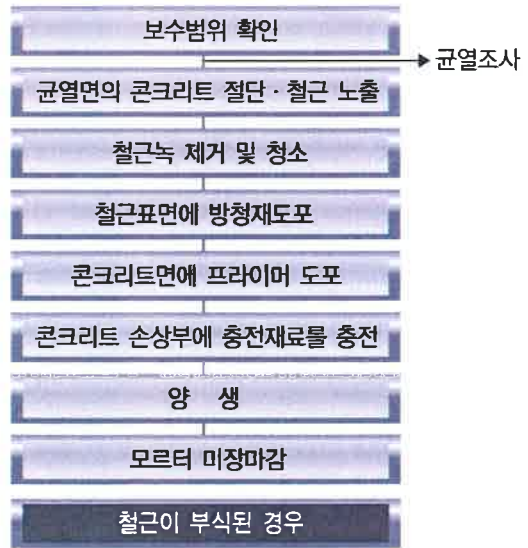 보수범위 확인
균열조사
균열면의 콘크리트 절단 · 철근 노출
철근녹 제거 및 청소
철근표면에 방청재도포
콘크리트면에 프라이머 도포
콘크리트 손상부에 충전재료를 충전
양 생
모르터 미장마감
철근이 부식된 경우